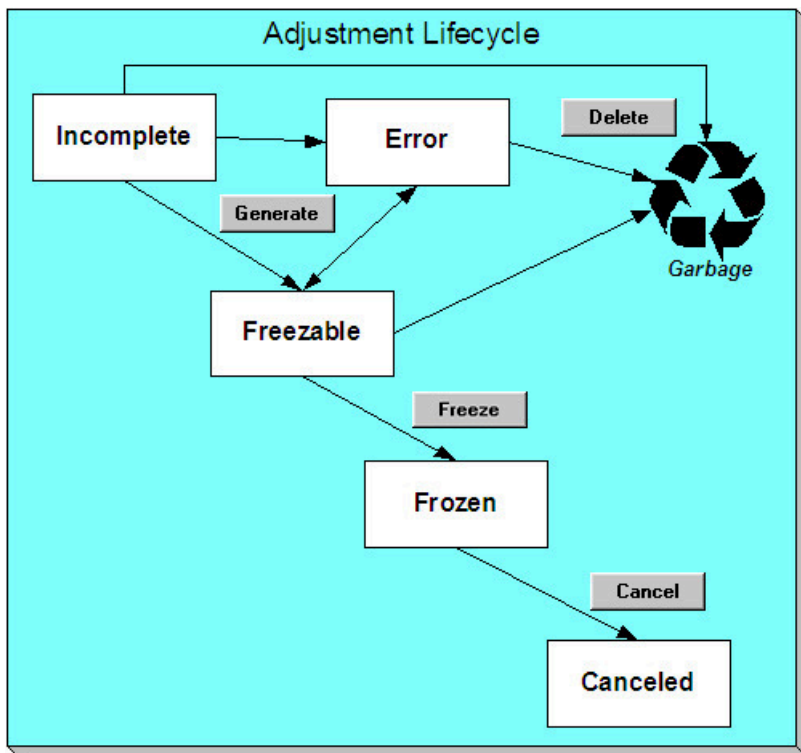 Adjustment Lifecycle
Incomplete
Error
Delete
Generate
Garbage
Freezable
Freeze
Frozen
Cancel
Canceled